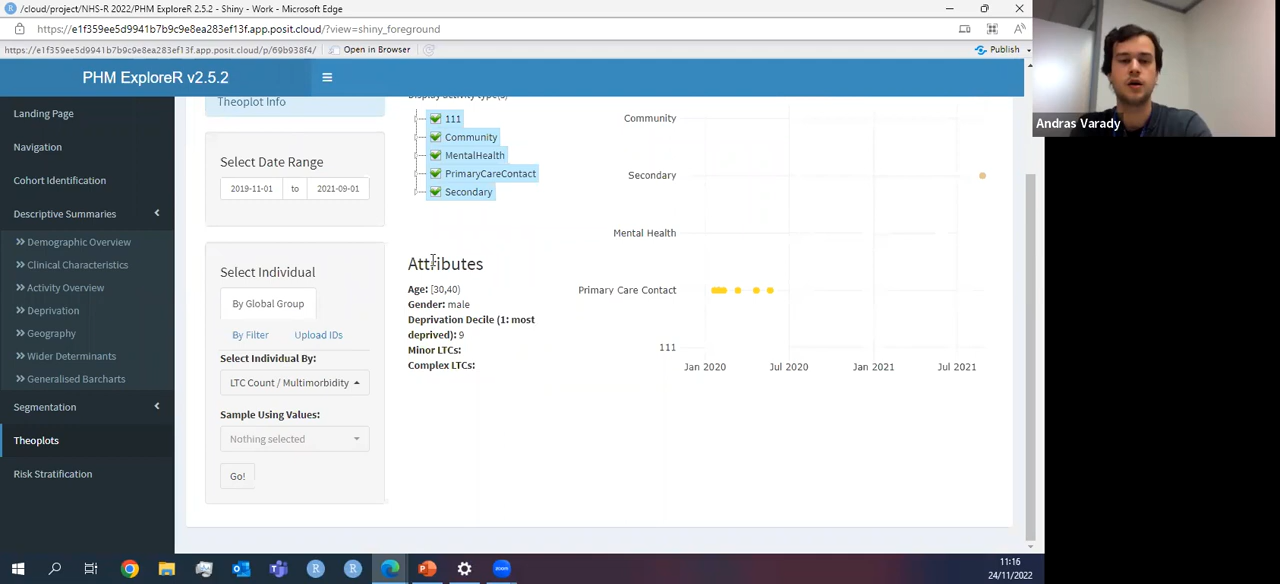 /cloud/project/NHS-R 2022/PHM ExploreR 2.5.2 - Shiny - Work - Microsoft Edge
https://e1f359ee5d9941b7b9c9e8ea283ef13f.app.posit.cloud/?view=shiny_foreground
https://e1f359ee5d9941b7b9c9e8ea283ef13f.app.posit.cloud/p/69b938f4/
Open in Browser
Publish
PHM ExploreR v2.5.2
Landing Page
Navigation
Cohort Identification
Descriptive Summaries
Demographic Overview
Clinical Characteristics
Activity Overview
Deprivation
Geography
Wider Determinants
Generalised Barcharts
Segmentation
Theoplots
Risk Stratification
Theoplot Info
Select Date Range
2019-11-01 to 2021-09-01
Select Individual
By Global Group
By Filter Upload IDs
Select Individual By:
LTC Count / Multimorbidity
Sample Using Values:
Nothing selected
Go!
Display activity type(s)
111
Community
MentalHealth
PrimaryCareContact
Secondary
Attributes
Age: [30,40)
Gender: male
Deprivation Decile (1: most
deprived): 9
Minor LTCs:
Complex LTCs:
Community
Secondary
Mental Health
Primary Care Contact
111
Jan 2020 Jul 2020 Jan 2021 Jul 2021
Andras Varady
11:16
24/11/2022